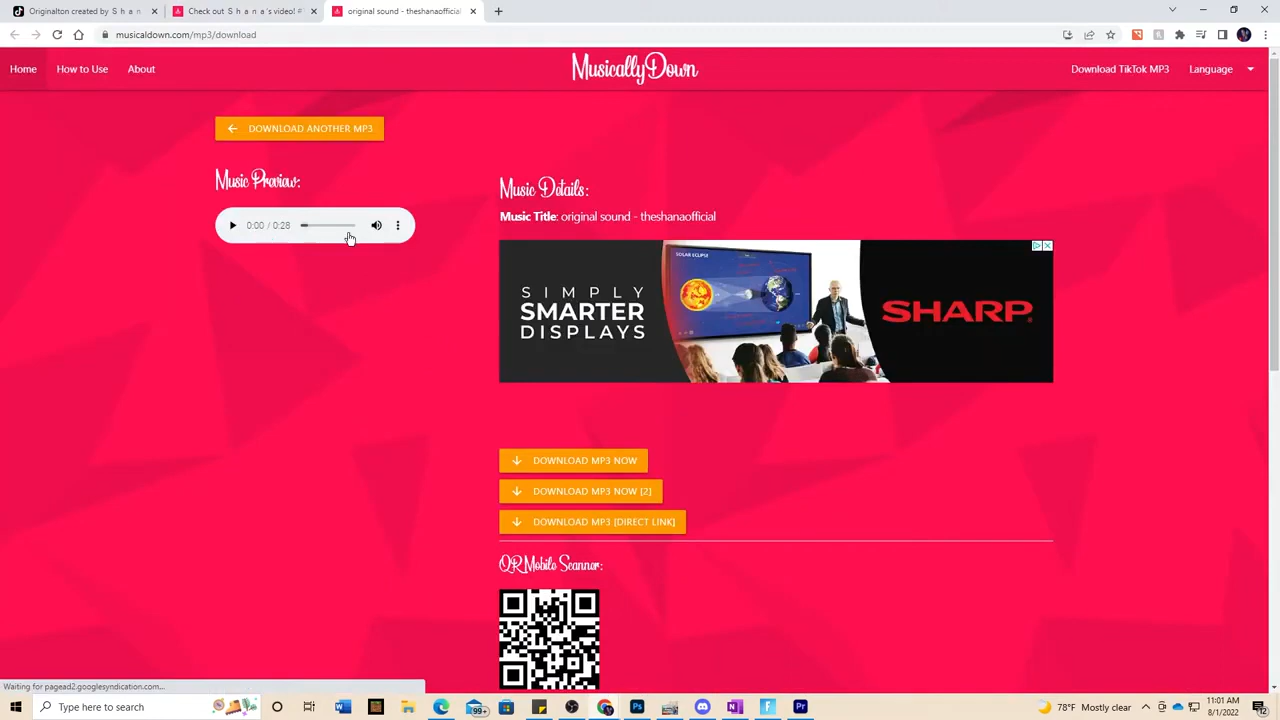 Originalton created by S h a n
Check out S h a n a's video! #
original sound - theshanaofficial
musicaldown.com/mp3/download
Home
How to Use
About
MusicallyDown
Download TikTok MP3
Language
DOWNLOAD ANOTHER MP3
Music Preview:
0:00 / 0:28
Music Details:
Music Title: original sound - theshanaofficial
SIMPLY
SMARTER
DISPLAYS
SOLAR ECLIPSE
SHARP
DOWNLOAD MP3 NOW
DOWNLOAD MP3 NOW [2]
DOWNLOAD MP3 [DIRECT LINK]
QR Mobile Scanner:
Waiting for pagead2.googlesyndication.com...
Type here to search
99+
78°F Mostly clear
11:01 AM
8/1/2022
12